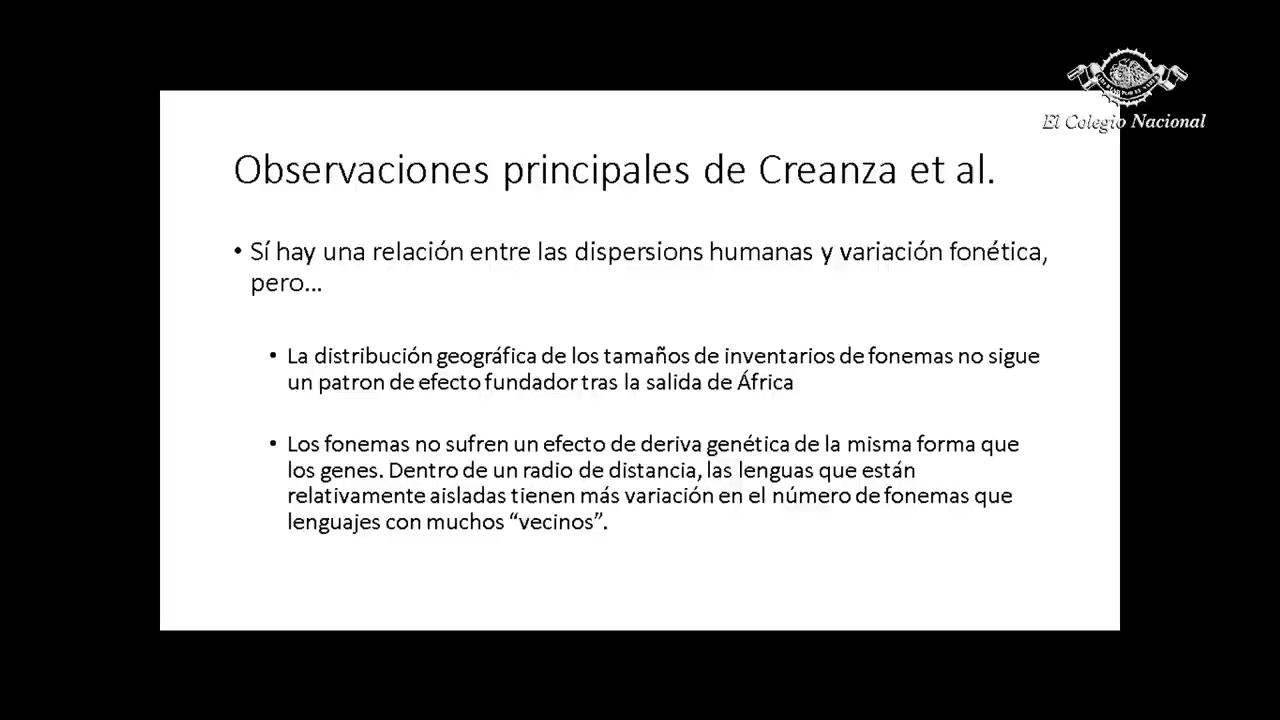 El Colegio Nacional
Observaciones principales de Creanza et al.
• Sí hay una relación entre las dispersions humanas y variación fonética,
pero...
• La distribución geográfica de los tamaños de inventarios de fonemas no sigue
un patron de efecto fundador tras la salida de África
• Los fonemas no sufren un efecto de deriva genética de la misma forma que
los genes. Dentro de un radio de distancia, las lenguas que están
relativamente aisladas tienen más variación en el número de fonemas que
lenguajes con muchos “vecinos”.